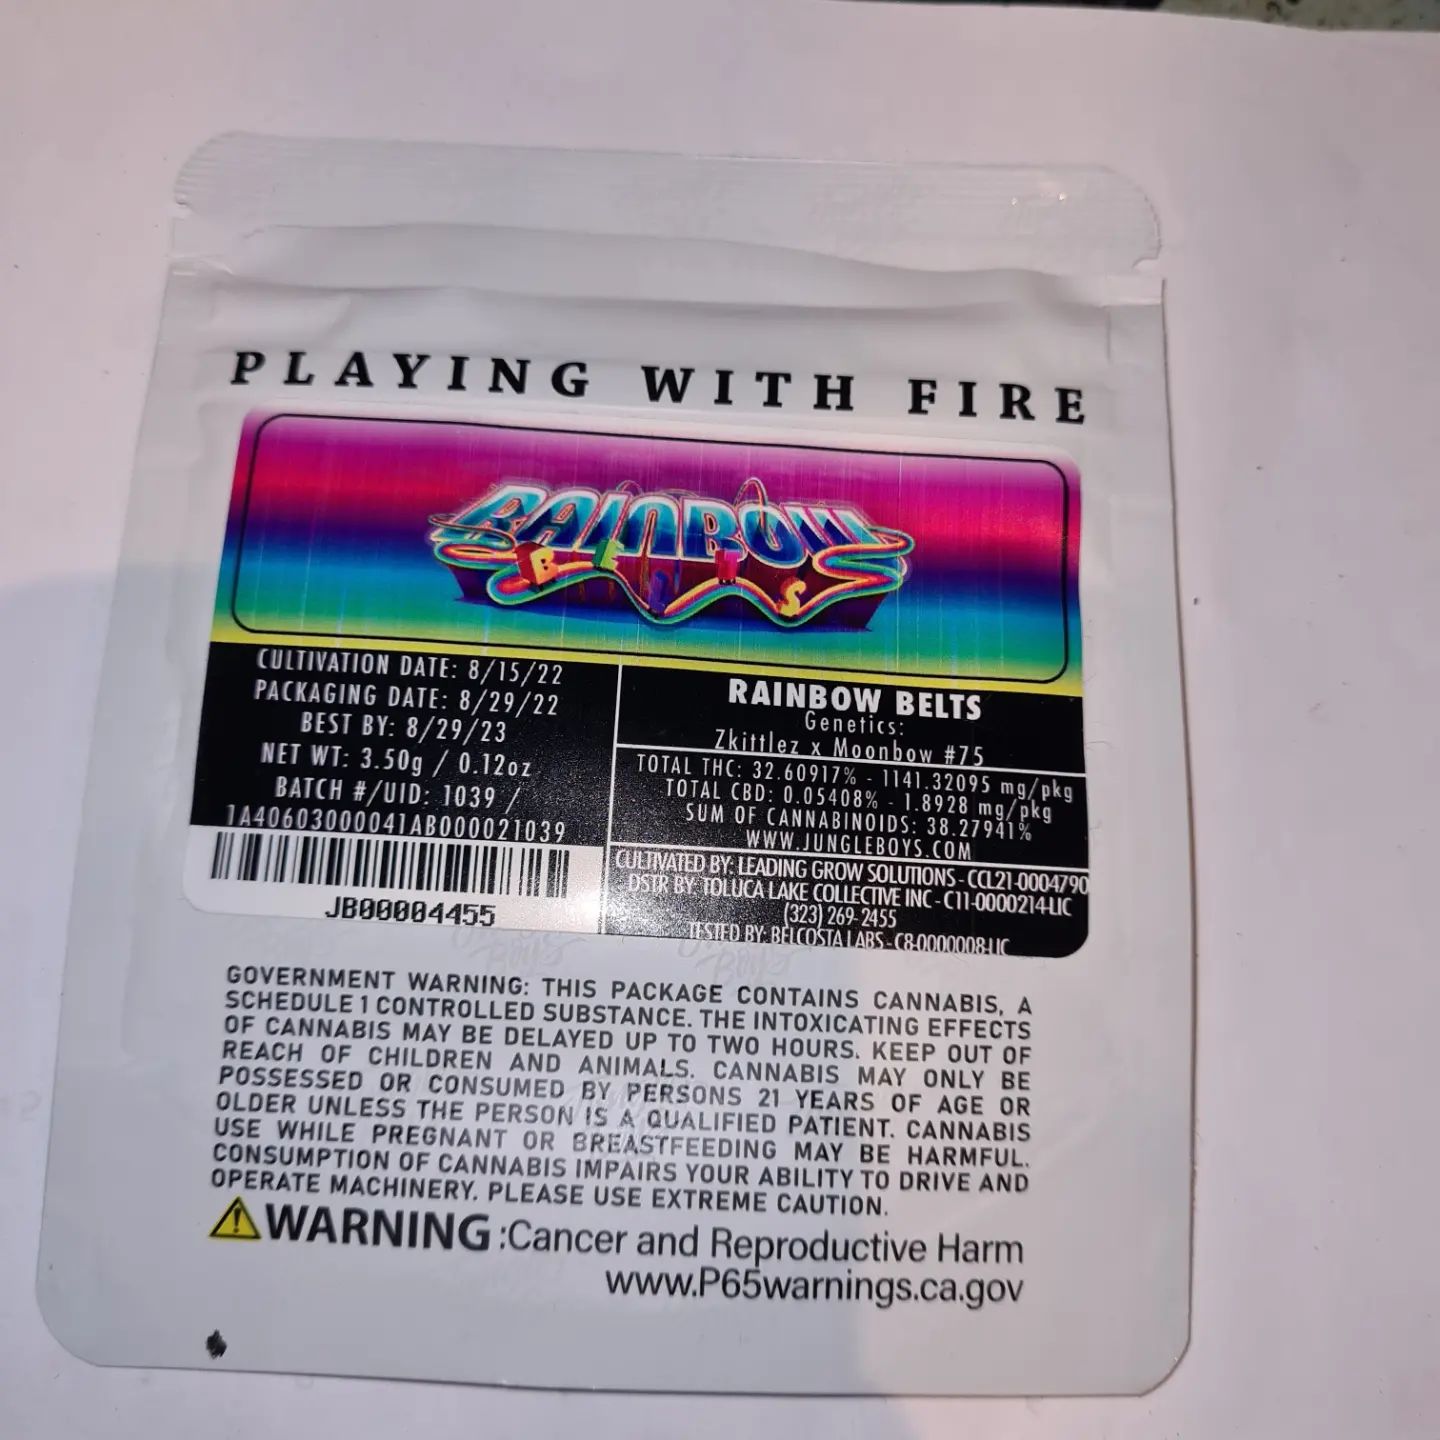 PLAYING WITH FIRE
RAINBOW
BELTS
CULTIVATION DATE: 8/15/22
PACKAGING DATE: 8/29/22
BEST BY: 8/29/23
NET WT: 3.50g / 0.12oz
BATCH #/UID: 1039 /
1A40603000041AB000021039
JB00004455
RAINBOW BELTS
Genetics:
Zkittlez x Moonbow #75
TOTAL THC: 32.60917% - 1141.32095 mg/pkg
TOTAL CBD: 0.05408% - 1.8928 mg/pkg
SUM OF CANNABINOIDS: 38.27941%
WWW.JUNGLEBOYS.COM
CULTIVATED BY: LEADING GROW SOLUTIONS - CCL21-0004790
DSTR BY: TOLUCA LAKE COLLECTIVE INC - C11-0000214-LIC
(323) 269-2455
TESTED BY: BELCOSTA LABS - C8-0000008-LIC
GOVERNMENT WARNING: THIS PACKAGE CONTAINS CANNABIS, A
SCHEDULE 1 CONTROLLED SUBSTANCE. THE INTOXICATING EFFECTS
OF CANNABIS MAY BE DELAYED UP TO TWO HOURS. KEEP OUT OF
REACH OF CHILDREN AND ANIMALS. CANNABIS MAY ONLY BE
POSSESSED OR CONSUMED BY PERSONS 21 YEARS OF AGE OR
OLDER UNLESS THE PERSON IS A QUALIFIED PATIENT. CANNABIS
USE WHILE PREGNANT OR BREASTFEEDING MAY BE HARMFUL.
CONSUMPTION OF CANNABIS IMPAIRS YOUR ABILITY TO DRIVE AND
OPERATE MACHINERY. PLEASE USE EXTREME CAUTION.
WARNING :Cancer and Reproductive Harm
www.P65warnings.ca.gov